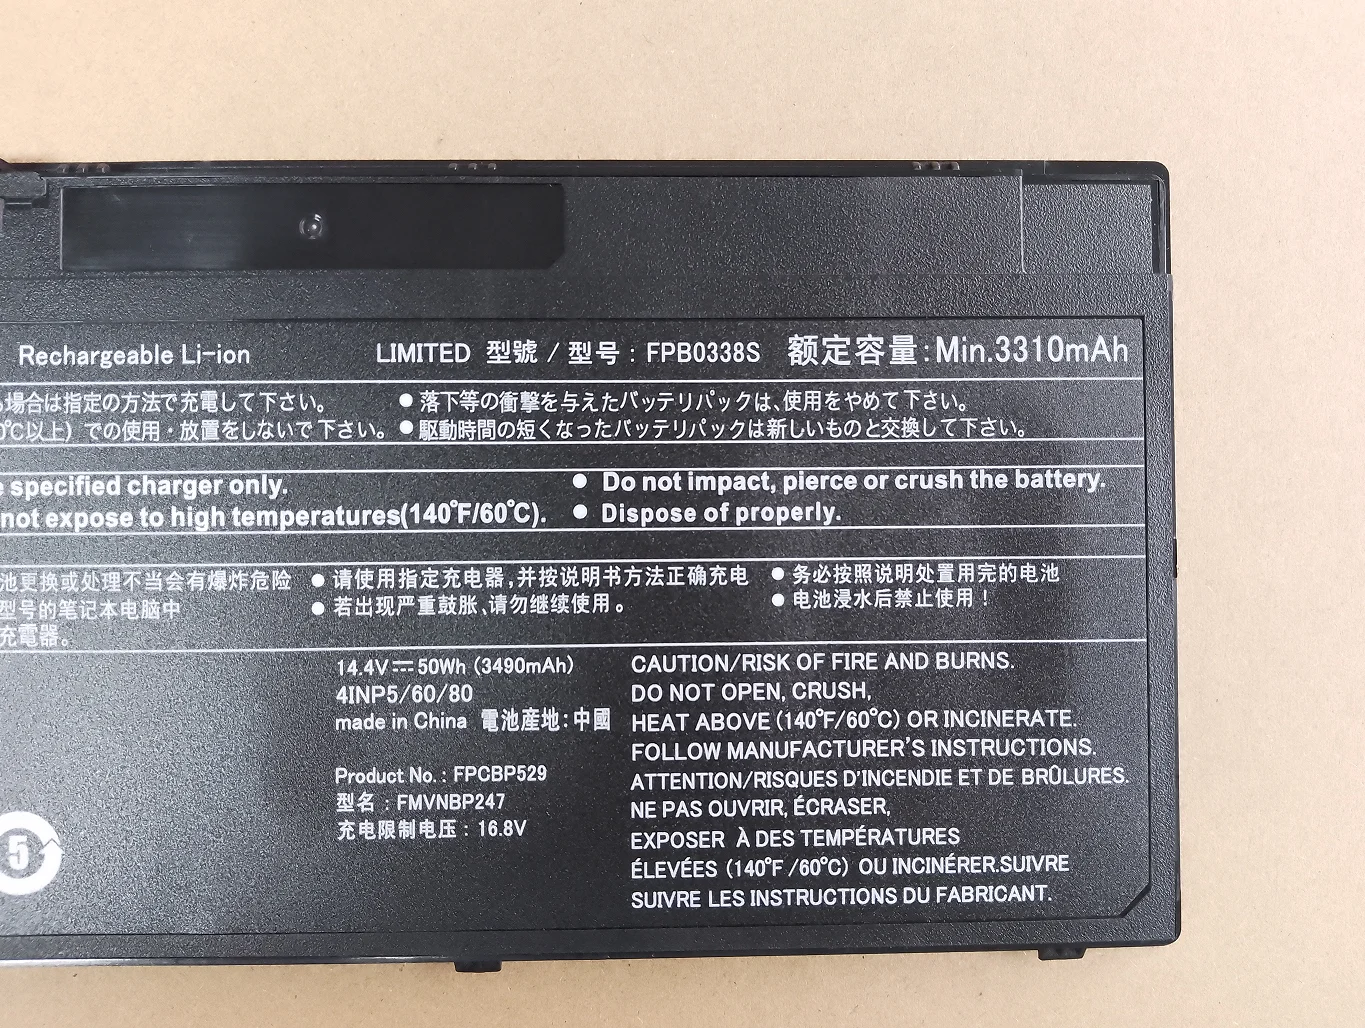 Rechargeable Li-ion LIMITED 型號 / 型号 : FPB0338S 额定容量:Min.3310mAh
場合は指定の方法で充電して下さい。 ● 落下等の衝撃を与えたバッテリパックは、使用をやめて下さい。
0℃以上）での使用・放置をしないで下さい。 ● 駆動時間の短くなったバッテリパックは新しいものと交換して下さい。
specified charger only. ● Do not impact, pierce or crush the battery.
not expose to high temperatures(140°F/60°C). ● Dispose of properly.
池更换或处理不当会有爆炸危险 ● 请使用指定充电器,并按说明书方法正确充电 ● 务必按照说明处置用完的电池
型号的笔记本电脑中 ● 若出现严重鼓胀、请勿继续使用。 ● 电池浸水后禁止使用！
充電器。
14.4V⎓50Wh (3490mAh)
4INP5/60/80
made in China 電池産地:中國
Product No. : FPCBP529
型名 : FMVNBP247
充电限制电压 : 16.8V
5
CAUTION/RISK OF FIRE AND BURNS.
DO NOT OPEN, CRUSH,
HEAT ABOVE (140°F/60°C) OR INCINERATE.
FOLLOW MANUFACTURER'S INSTRUCTIONS.
ATTENTION/RISQUES D'INCENDIE ET DE BRÛLURES.
NE PAS OUVRIR, ÉCRASER,
EXPOSER À DES TEMPÉRATURES
ÉLEVÉES (140°F /60°C) OU INCINÉRER.SUIVRE
SUIVRE LES INSTRUCTIONS DU FABRICANT.